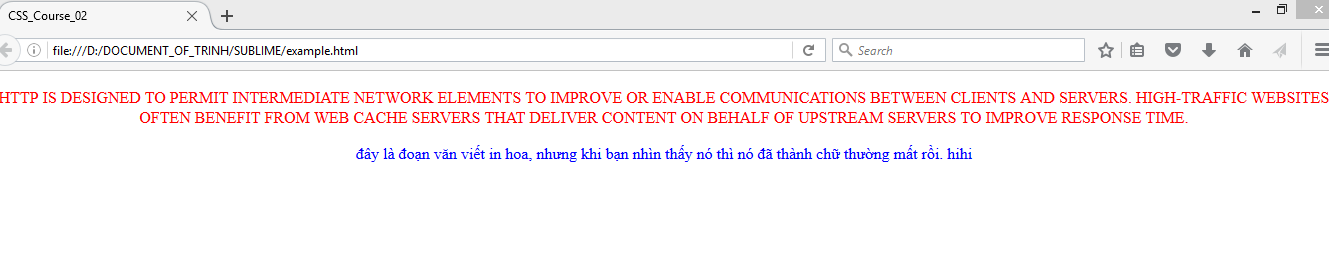 CSS_Course_02
file:///D:/DOCUMENT_OF_TRINH/SUBLIME/example.html
Search
HTTP IS DESIGNED TO PERMIT INTERMEDIATE NETWORK ELEMENTS TO IMPROVE OR ENABLE COMMUNICATIONS BETWEEN CLIENTS AND SERVERS. HIGH-TRAFFIC WEBSITES
OFTEN BENEFIT FROM WEB CACHE SERVERS THAT DELIVER CONTENT ON BEHALF OF UPSTREAM SERVERS TO IMPROVE RESPONSE TIME.
đây là đoạn văn viết in hoa, nhưng khi bạn nhìn thấy nó thì nó đã thành chữ thường mất rồi. hihi